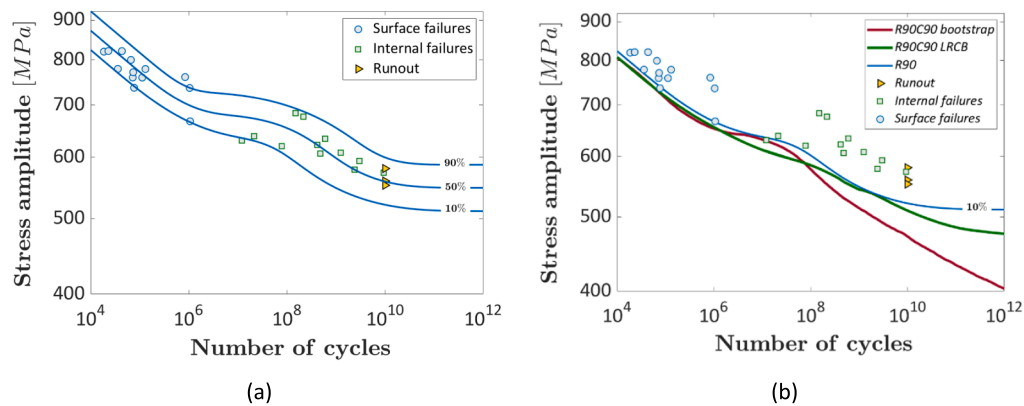 Stress amplitude [MPa]
900
800
700
600
500
400
Surface failures
Internal failures
Runout
90%
50%
10%
10^4
10^6
10^8
10^10
10^12
Number of cycles
(a)
Stress amplitude [MPa]
900
800
700
600
500
400
R90C90 bootstrap
R90C90 LRCB
R90
Runout
Internal failures
Surface failures
10%
10^4
10^6
10^8
10^10
10^12
Number of cycles
(b)